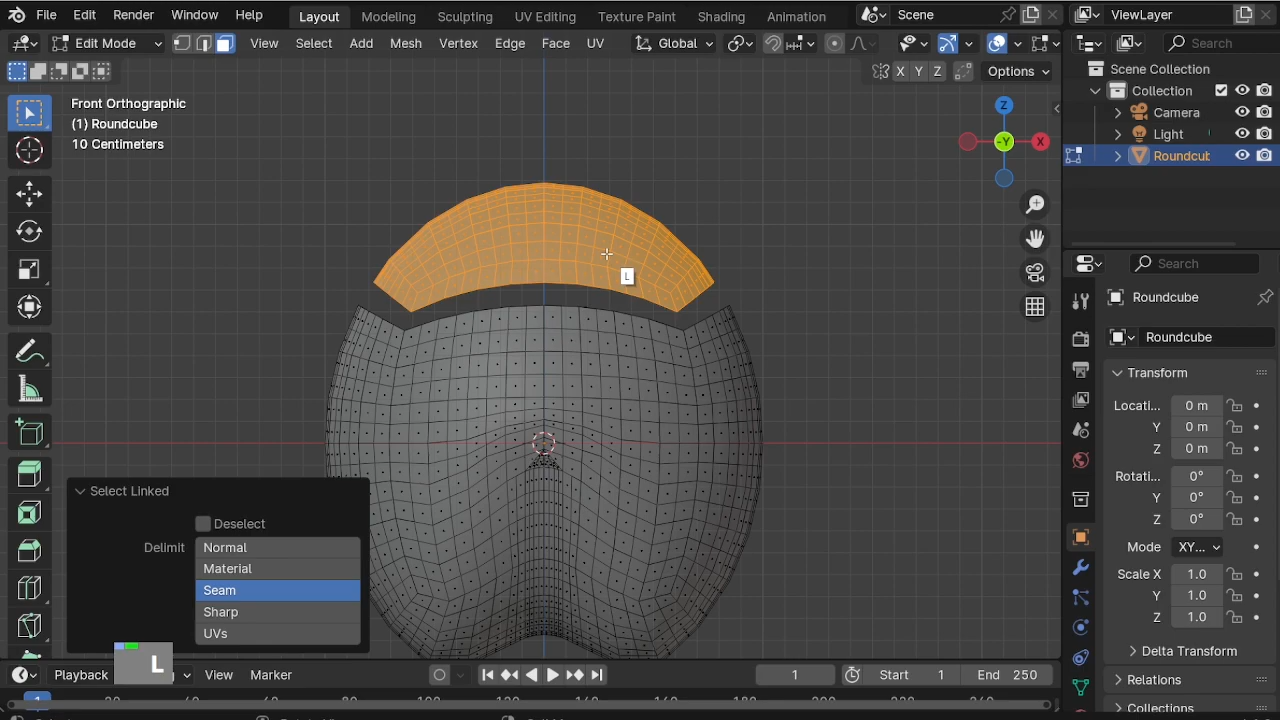 File Edit Render Window Help Layout Modeling Sculpting UV Editing Texture Paint Shading Animation Scene ViewLayer
Edit Mode View Select Add Mesh Vertex Edge Face UV Global Search
X Y Z Options
Scene Collection
Collection
Camera
Light
Roundcut
Front Orthographic
(1) Roundcube
10 Centimeters
Z
X
-Y
L
Search
Roundcube
Roundcube
Transform
Locati... 0 m
Y 0 m
Z 0 m
Rotati... 0°
Y 0°
Z 0°
Mode XY...
Scale X 1.0
Y 1.0
Z 1.0
Delta Transform
Relations
Collections
Select Linked
Deselect
Delimit Normal
Material
Seam
Sharp
UVs
L
Playback View Marker 1 Start 1 End 250
1